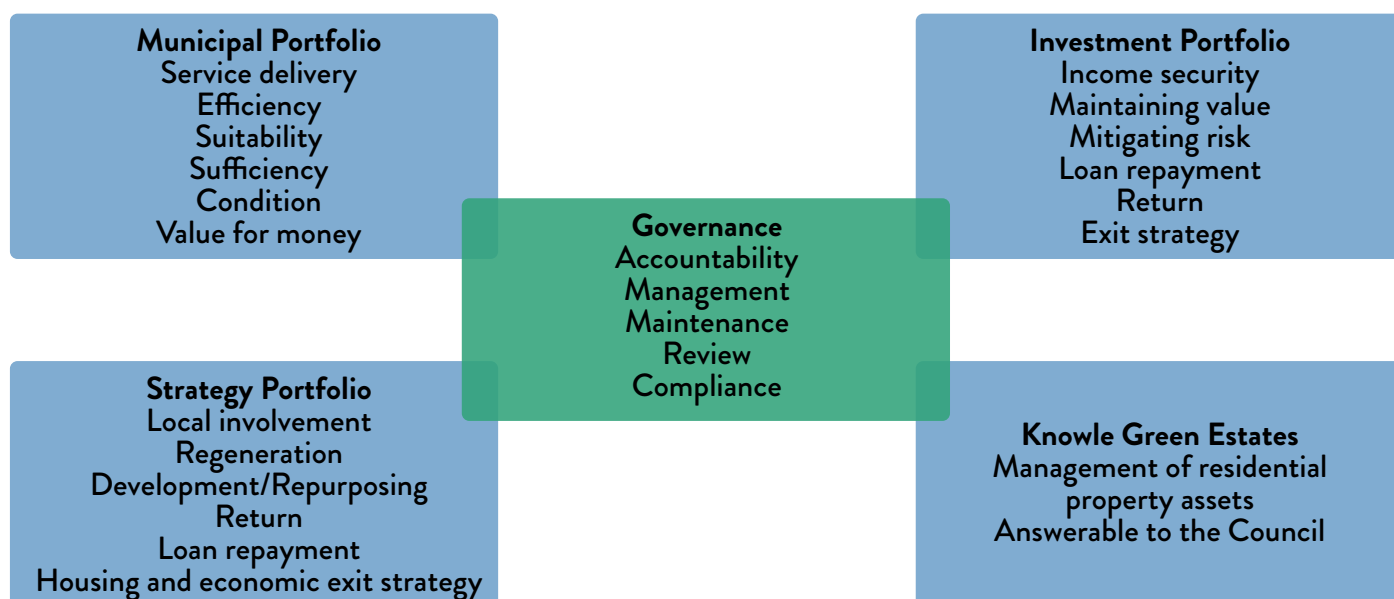 Municipal Portfolio
Service delivery
Efficiency
Suitability
Sufficiency
Condition
Value for money
Investment Portfolio
Income security
Maintaining value
Mitigating risk
Loan repayment
Return
Exit strategy
Governance
Accountability
Management
Maintenance
Review
Compliance
Strategy Portfolio
Local involvement
Regeneration
Development/Repurposing
Return
Loan repayment
Housing and economic exit strategy
Knowle Green Estates
Management of residential
property assets
Answerable to the Council